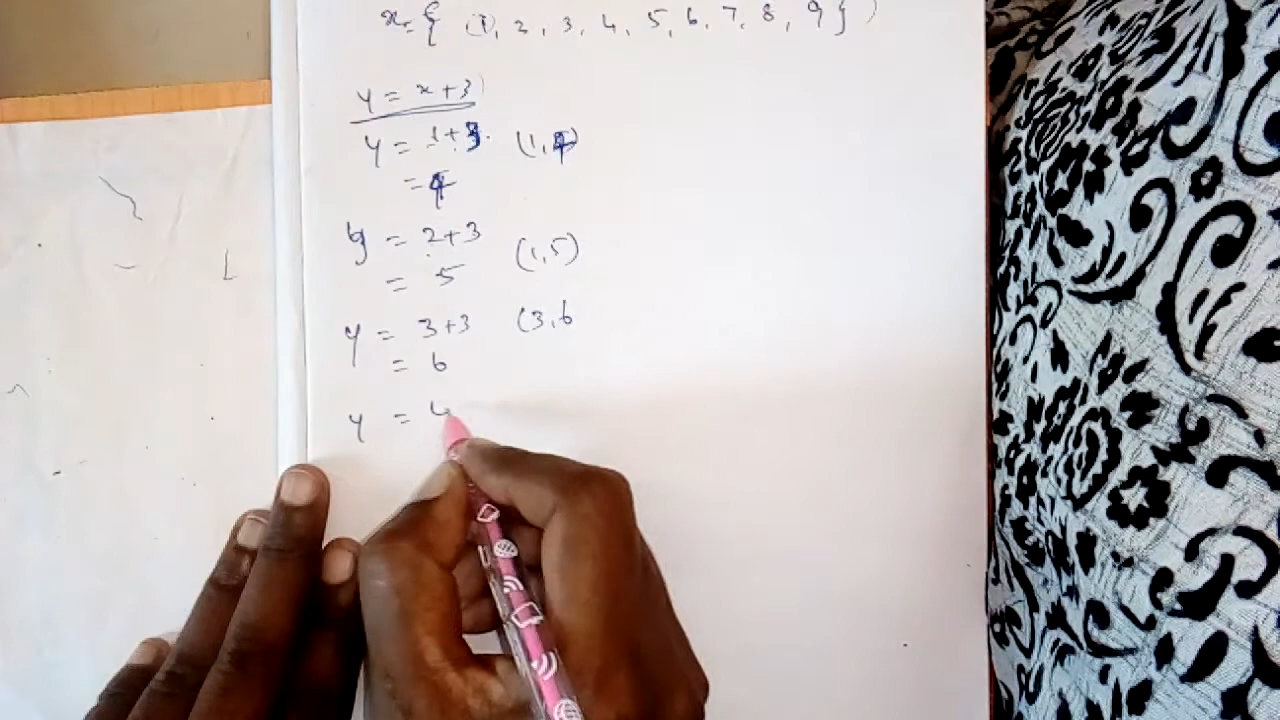 x = { 1, 2, 3, 4, 5, 6, 7, 8, 9 }
y = x + 3
y = 1 + 3 (1, 4)
= 4
y = 2 + 3 (1, 5)
= 5
y = 3 + 3 (3, 6
= 6
y = 4